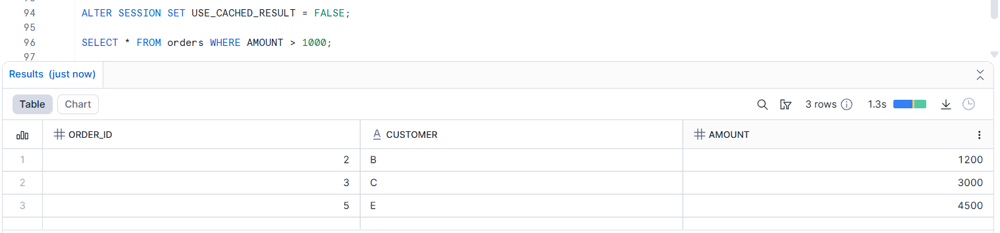 94 ALTER SESSION SET USE_CACHED_RESULT = FALSE;
95
96 SELECT * FROM orders WHERE AMOUNT > 1000;
97
Results (just now)
Table Chart 3 rows 1.3s
ORDER_ID CUSTOMER AMOUNT
1 2 B 1200
2 3 C 3000
3 5 E 4500